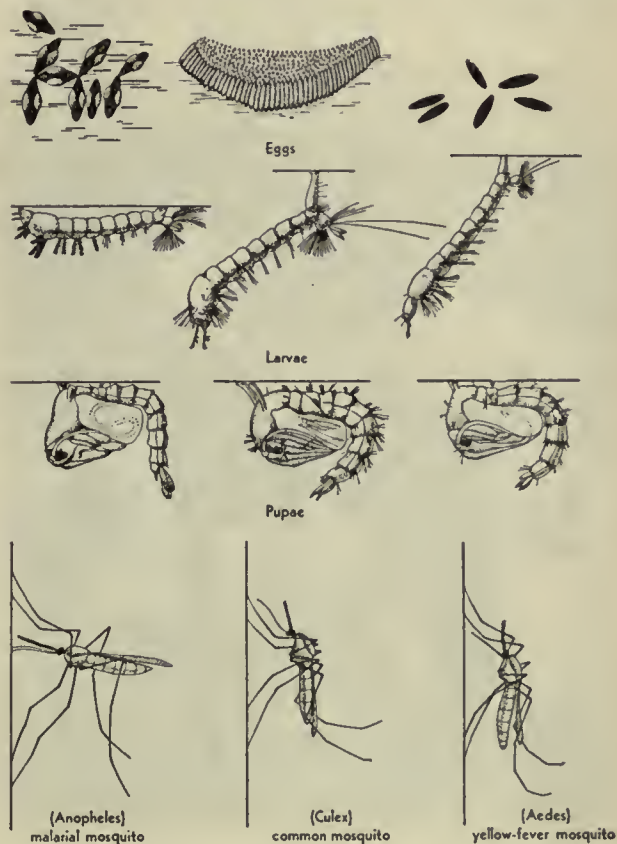 Eggs
Larvae
Pupae
(Anopheles)
malarial mosquito
(Culex)
common mosquito
(Aedes)
yellow-fever mosquito